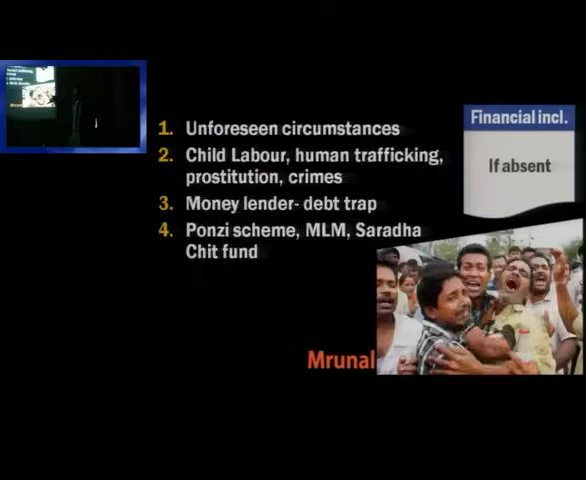 1. Unforeseen circumstances
2. Child Labour, human trafficking,
prostitution, crimes
3. Money lender- debt trap
4. Ponzi scheme, MLM, Saradha
Chit fund
Financial incl.
If absent
Mrunal